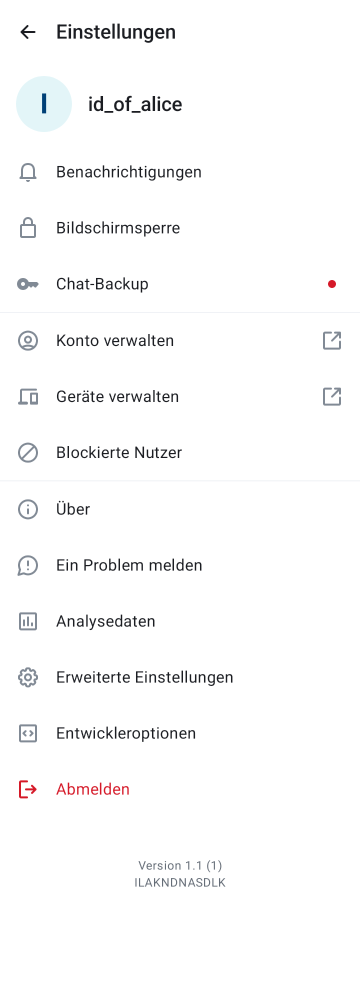 Einstellungen
I
id_of_alice
Benachrichtigungen
Bildschirmsperre
Chat-Backup
Konto verwalten
Geräte verwalten
Blockierte Nutzer
Über
Ein Problem melden
Analysedaten
Erweiterte Einstellungen
Entwickleroptionen
Abmelden
Version 1.1 (1)
ILAKNDNASDLK